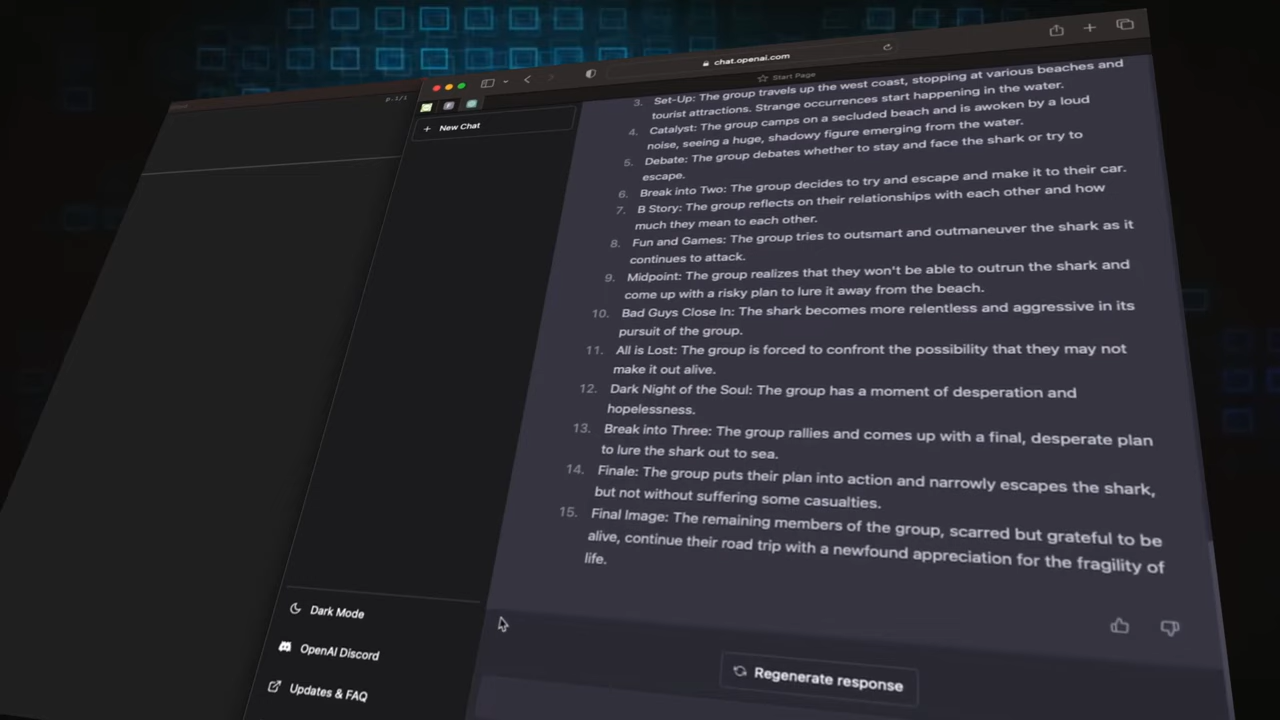 chat.openai.com
Start Page
p.1/1
New Chat
3. Set-Up: The group travels up the west coast, stopping at various beaches and
tourist attractions. Strange occurrences start happening in the water.
4. Catalyst: The group camps on a secluded beach and is awoken by a loud
noise, seeing a huge, shadowy figure emerging from the water.
5. Debate: The group debates whether to stay and face the shark or try to
escape.
6. Break into Two: The group decides to try and escape and make it to their car.
7. B Story: The group reflects on their relationships with each other and how
much they mean to each other.
8. Fun and Games: The group tries to outsmart and outmaneuver the shark as it
continues to attack.
9. Midpoint: The group realizes that they won't be able to outrun the shark and
come up with a risky plan to lure it away from the beach.
10. Bad Guys Close In: The shark becomes more relentless and aggressive in its
pursuit of the group.
11. All is Lost: The group is forced to confront the possibility that they may not
make it out alive.
12. Dark Night of the Soul: The group has a moment of desperation and
hopelessness.
13. Break into Three: The group rallies and comes up with a final, desperate plan
to lure the shark out to sea.
14. Finale: The group puts their plan into action and narrowly escapes the shark,
but not without suffering some casualties.
15. Final Image: The remaining members of the group, scarred but grateful to be
alive, continue their road trip with a newfound appreciation for the fragility of
life.
Dark Mode
OpenAI Discord
Updates & FAQ
Regenerate response